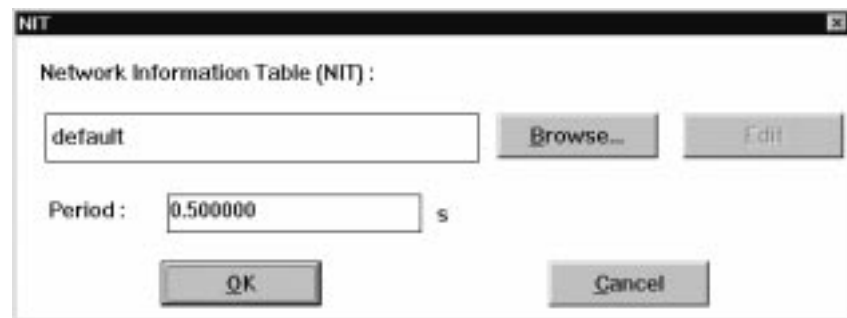 NIT
Network Information Table (NIT) :
default Browse... Edit
Period : 0.500000 s
OK Cancel